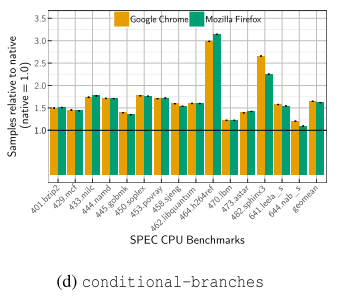 Google Chrome Mozilla Firefox
Samples relative to native
(native = 1.0)
3.5
3.0
2.5
2.0
1.5
1.0
401.bzip2
429.mcf
433.milc
444.namd
445.gobmk
450.soplex
453.povray
458.sjeng
462.libquantum
464.h264ref
470.lbm
473.astar
482.sphinx3
641.leela_s
644.nab_s
geomean
SPEC CPU Benchmarks
(d) conditional-branches